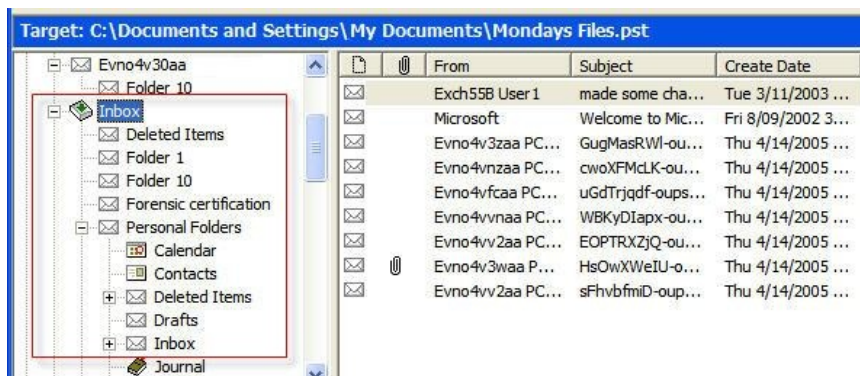 Target: C:\Documents and Settings\My Documents\Mondays Files.pst
Evno4v30aa
Folder 10
Inbox
Deleted Items
Folder 1
Folder 10
Forensic certification
Personal Folders
Calendar
Contacts
Deleted Items
Drafts
Inbox
Journal
From Subject Create Date
Exch55B User1 made some cha... Tue 3/11/2003 ...
Microsoft Welcome to Mic... Fri 8/09/2002 3...
Evno4v3zaa PC... GugMasRWl-ou... Thu 4/14/2005 ...
Evno4vnzaa PC... cwoXFMcLK-ou... Thu 4/14/2005 ...
Evno4vfcaa PC... uGdTrjqdf-oups... Thu 4/14/2005 ...
Evno4vvnaa PC... WBKyDIapx-ou... Thu 4/14/2005 ...
Evno4vv2aa PC... EOPTRXZjQ-ou... Thu 4/14/2005 ...
Evno4v3waa P... HsOwXWeIU-o... Thu 4/14/2005 ...
Evno4vv2aa PC... sFhvbfmiD-oup... Thu 4/14/2005 ...